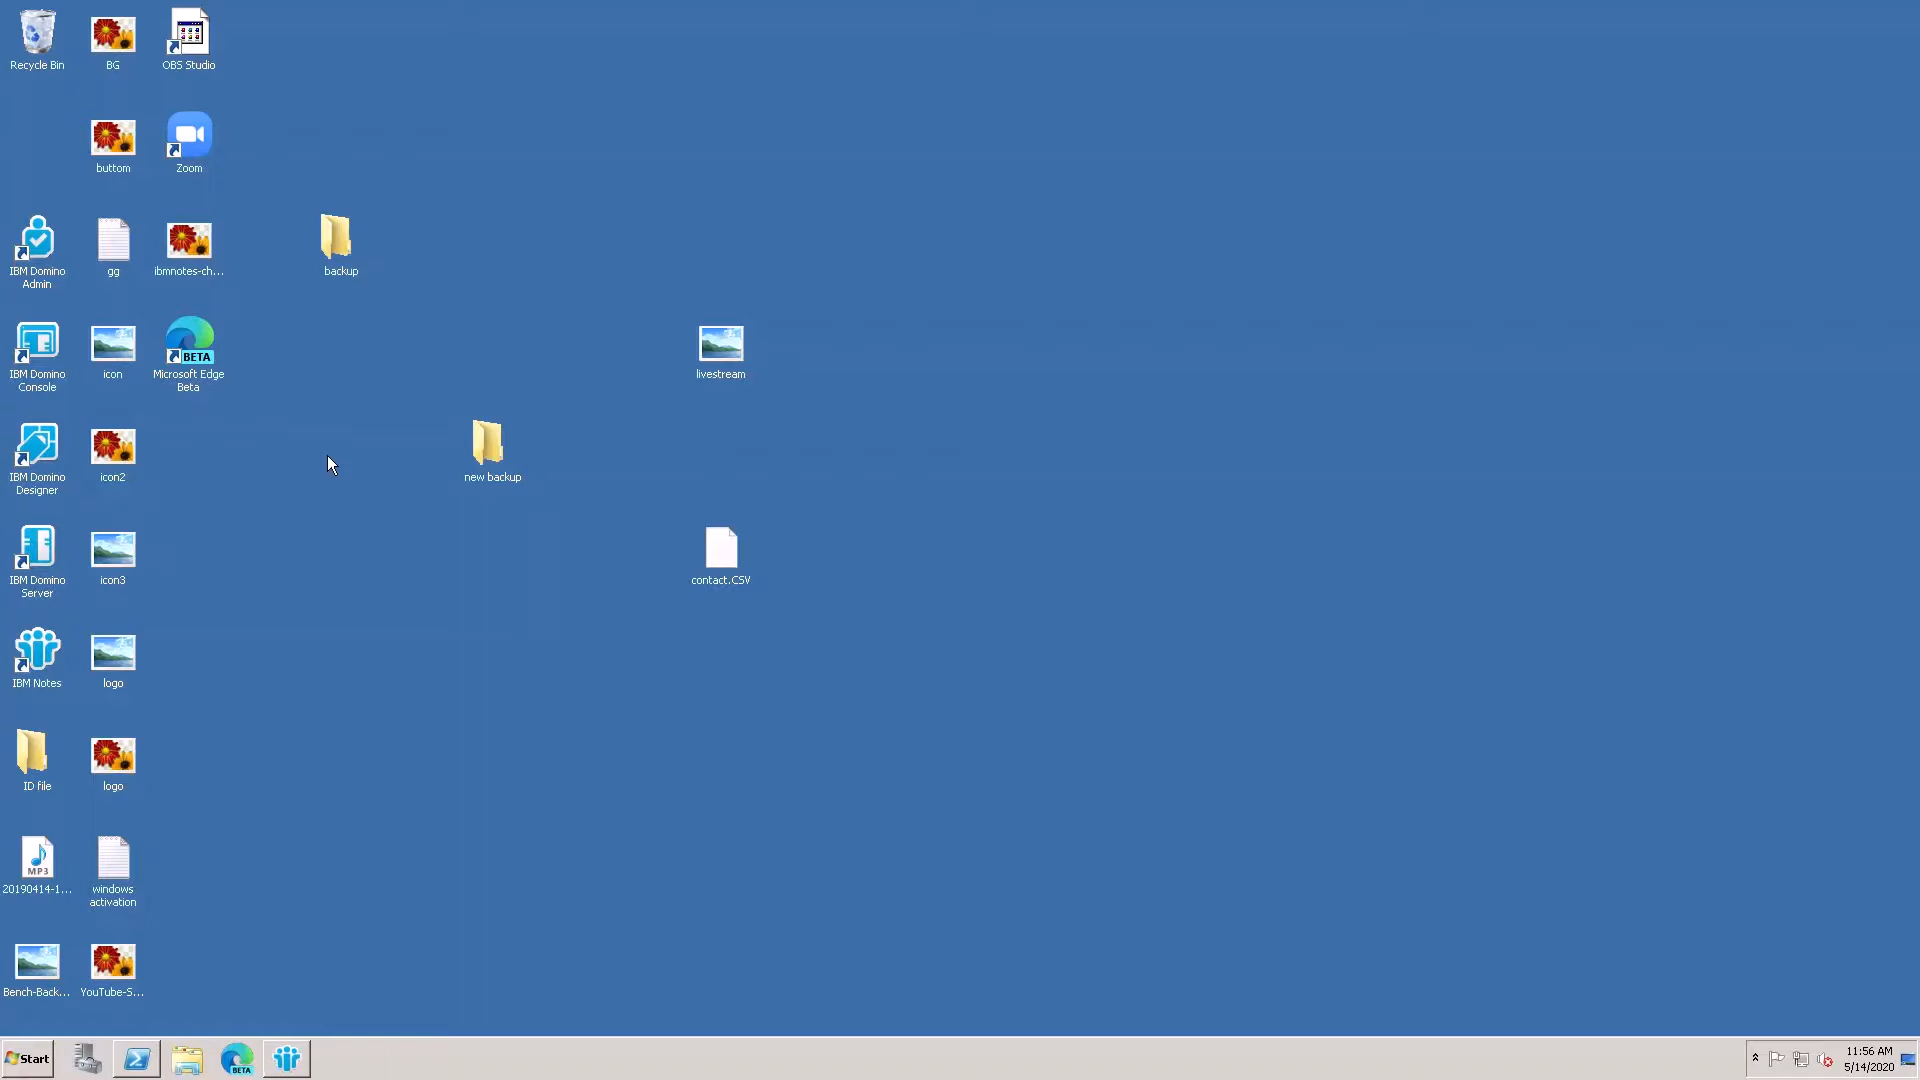 Recycle Bin
BG
OBS Studio
buttom
Zoom
IBM Domino
Admin
gg
ibmnotes-ch...
backup
IBM Domino
Console
icon
BETA
Microsoft Edge
Beta
livestream
IBM Domino
Designer
icon2
new backup
IBM Domino
Server
icon3
contact.CSV
IBM Notes
logo
ID file
logo
MP3
20190414-1...
windows
activation
Bench-Back...
YouTube-S...
Start
BETA
11:56 AM
5/14/2020